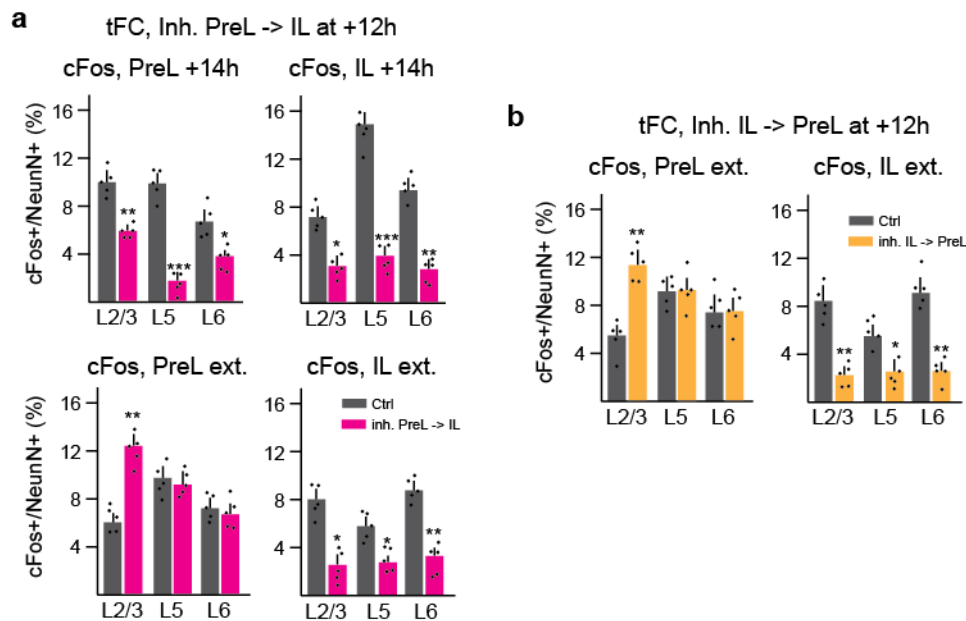 a
tFC, Inh. PreL -> IL at +12h
cFos, PreL +14h
cFos, IL +14h
cFos+/NeunN+ (%)
16
12
8
4
** *** *
L2/3 L5 L6
16
12
8
4
* *** **
L2/3 L5 L6
cFos, PreL ext.
cFos, IL ext.
cFos+/NeunN+ (%)
16
12
8
4
**
L2/3 L5 L6
Ctrl
inh. PreL -> IL
16
12
8
4
* * **
L2/3 L5 L6
b
tFC, Inh. IL -> PreL at +12h
cFos, PreL ext.
cFos, IL ext.
cFos+/NeunN+ (%)
16
12
8
4
**
L2/3 L5 L6
Ctrl
inh. IL -> PreL
16
12
8
4
** * **
L2/3 L5 L6